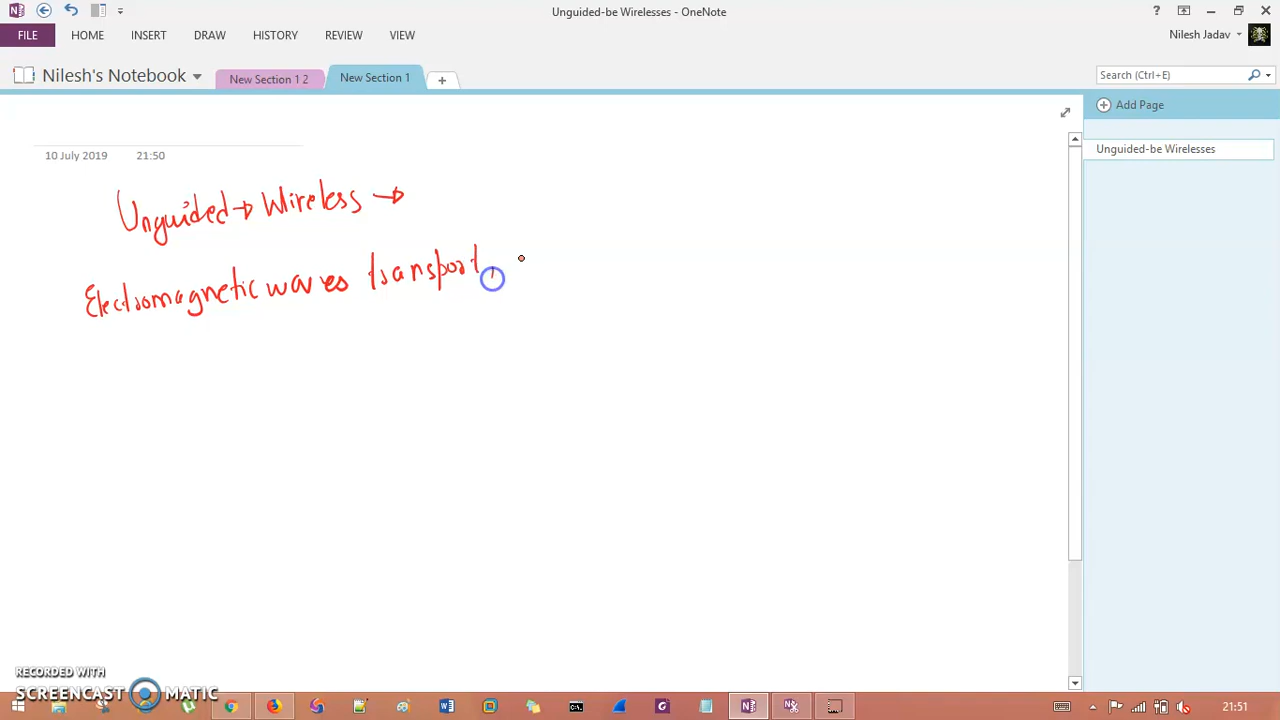 Unguided-be Wirelesses - OneNote
FILE HOME INSERT DRAW HISTORY REVIEW VIEW
Nilesh Jadav
Nilesh's Notebook New Section 1 2 New Section 1
Search (Ctrl+E)
Add Page
Unguided-be Wirelesses
10 July 2019 21:50
Unguided → Wireless →
Electromagnetic waves transport
RECORDED WITH
SCREENCAST MATIC
21:51